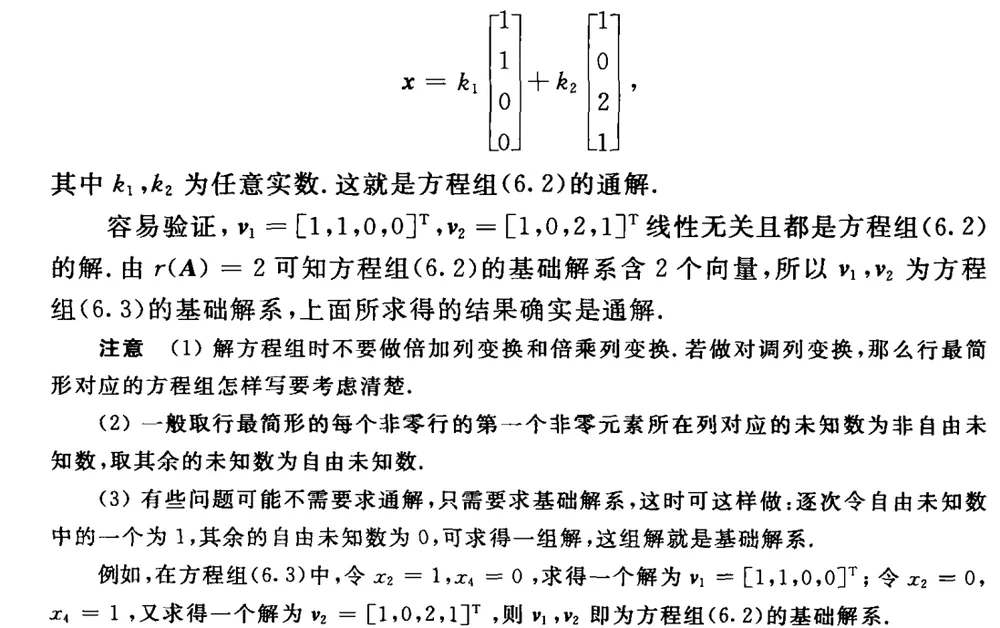 x = k₁ [1 1 0 0] + k₂ [1 0 2 1],
其中 k₁,k₂ 为任意实数. 这就是方程组(6.2)的通解.
容易验证, v₁ = [1,1,0,0]ᵀ, v₂ = [1,0,2,1]ᵀ 线性无关且都是方程组(6.2)
的解. 由 r(A) = 2 可知方程组(6.2)的基础解系含 2 个向量,所以 v₁,v₂ 为方程
组(6.3)的基础解系,上面所求得的结果确实是通解.
注意 (1) 解方程组时不要做倍加列变换和倍乘列变换. 若做对调列变换,那么行最简
形对应的方程组怎样写要考虑清楚.
(2) 一般取行最简形的每个非零行的第一个非零元素所在列对应的未知数为非自由未
知数,取其余的未知数为自由未知数.
(3) 有些问题可能不需要求通解,只需要求基础解系,这时可这样做:逐次令自由未知数
中的一个为 1,其余的自由未知数为 0,可求得一组解,这组解就是基础解系.
例如,在方程组(6.3)中,令 x₂ = 1,x₄ = 0 ,求得一个解为 v₁ = [1,1,0,0]ᵀ; 令 x₂ = 0,
x₄ = 1 ,又求得一个解为 v₂ = [1,0,2,1]ᵀ ,则 v₁,v₂ 即为方程组(6.2)的基础解系.